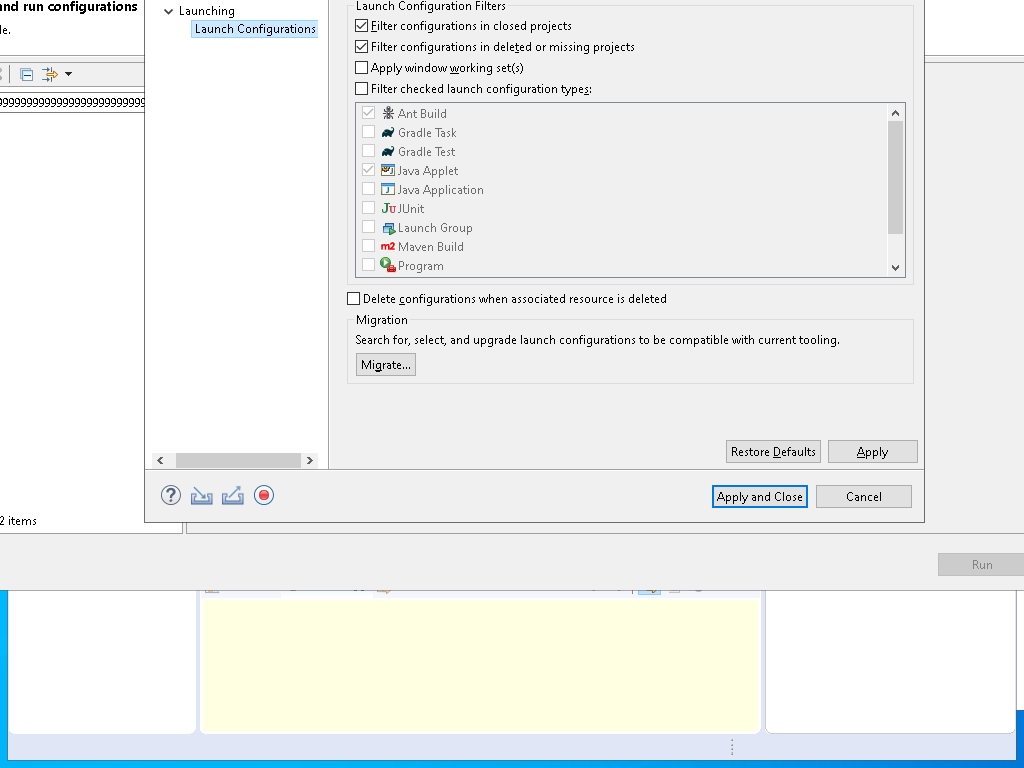 and run configurations
Launching
Launch Configurations
Launch Configuration Filters
Filter configurations in closed projects
Filter configurations in deleted or missing projects
Apply window working set(s)
Filter checked launch configuration types:
Ant Build
Gradle Task
Gradle Test
Java Applet
Java Application
JUnit
Launch Group
m2 Maven Build
Program
Delete configurations when associated resource is deleted
Migration
Search for, select, and upgrade launch configurations to be compatible with current tooling.
Migrate...
Restore Defaults
Apply
Apply and Close
Cancel
2 items
Run